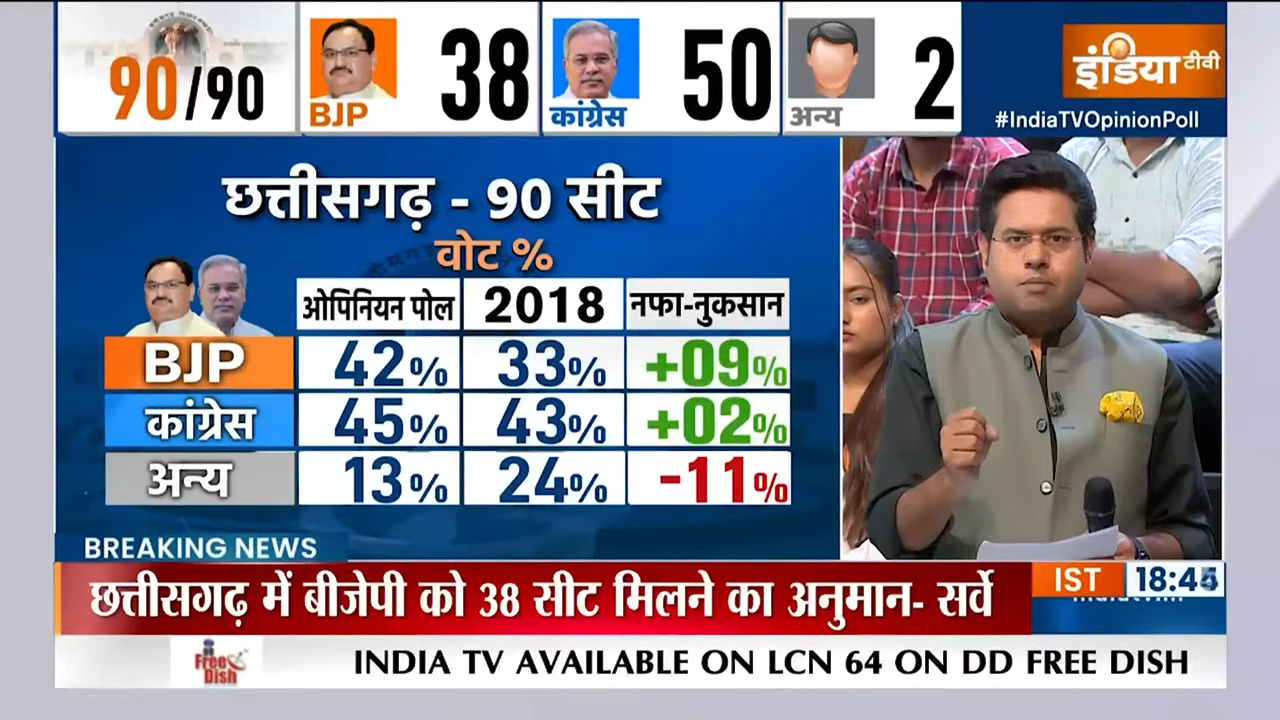 90/90
BJP
38
कांग्रेस
50
अन्य
2
इंडिया टीवी
#IndiaTVOpinionPoll
छत्तीसगढ़ - 90 सीट
वोट %
ओपिनियन पोल 2018 नफा-नुकसान
BJP 42% 33% +09%
कांग्रेस 45% 43% +02%
अन्य 13% 24% -11%
BREAKING NEWS
छत्तीसगढ़ में बीजेपी को 38 सीट मिलने का अनुमान- सर्वे
IST 18:45
Free Dish
INDIA TV AVAILABLE ON LCN 64 ON DD FREE DISH